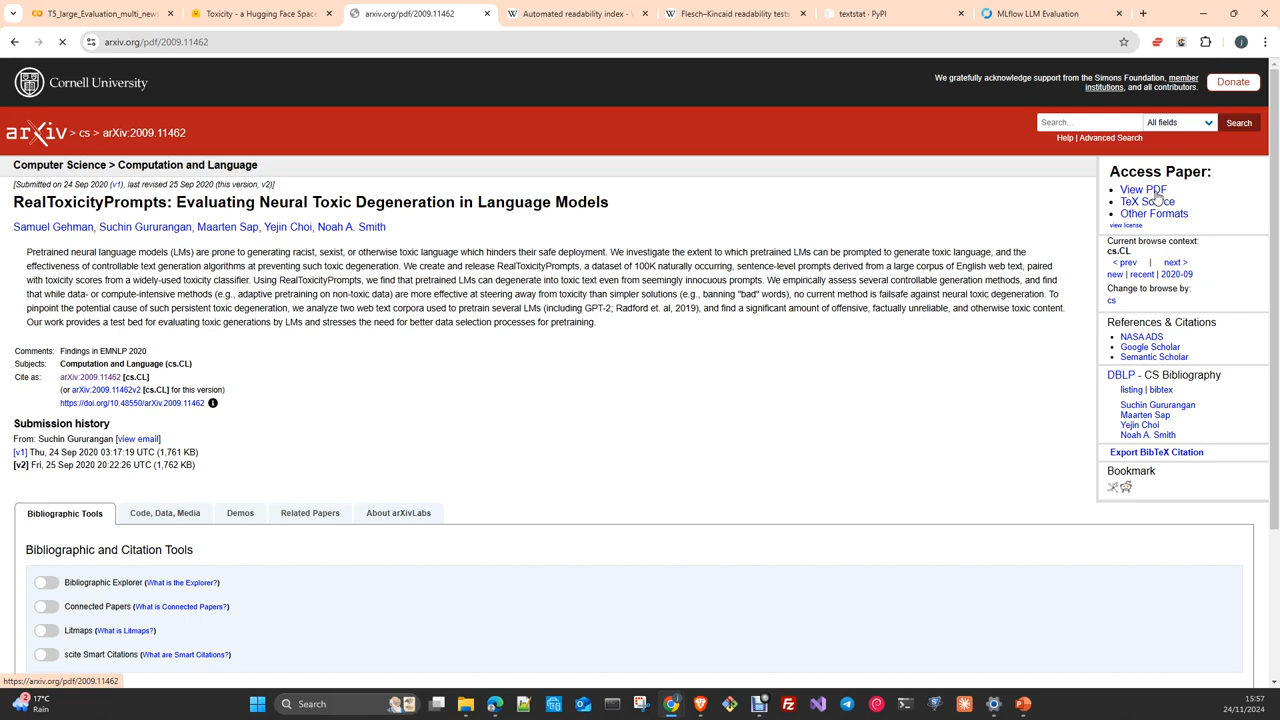 T5_large_Evaluation_multi_news
Toxicity - a Hugging Face Space
arxiv.org/pdf/2009.11462
Automated readability index -
Flesch–Kincaid readability tests
textstat · PyPI
MLflow LLM Evaluation
arxiv.org/pdf/2009.11462
Cornell University
We gratefully acknowledge support from the Simons Foundation, member
institutions, and all contributors.
Donate
arXiv > cs > arXiv:2009.11462
Search...
All fields
Search
Help | Advanced Search
Computer Science > Computation and Language
[Submitted on 24 Sep 2020 (v1), last revised 25 Sep 2020 (this version, v2)]
RealToxicityPrompts: Evaluating Neural Toxic Degeneration in Language Models
Samuel Gehman, Suchin Gururangan, Maarten Sap, Yejin Choi, Noah A. Smith
Pretrained neural language models (LMs) are prone to generating racist, sexist, or otherwise toxic language which hinders their safe deployment. We investigate the extent to which pretrained LMs can be prompted to generate toxic language, and the
effectiveness of controllable text generation algorithms at preventing such toxic degeneration. We create and release RealToxicityPrompts, a dataset of 100K naturally occurring, sentence-level prompts derived from a large corpus of English web text, paired
with toxicity scores from a widely-used toxicity classifier. Using RealToxicityPrompts, we find that pretrained LMs can degenerate into toxic text even from seemingly innocuous prompts. We empirically assess several controllable generation methods, and find
that while data- or compute-intensive methods (e.g., adaptive pretraining on non-toxic data) are more effective at steering away from toxicity than simpler solutions (e.g., banning "bad" words), no current method is failsafe against neural toxic degeneration. To
pinpoint the potential cause of such persistent toxic degeneration, we analyze two web text corpora used to pretrain several LMs (including GPT-2; Radford et. al, 2019), and find a significant amount of offensive, factually unreliable, and otherwise toxic content.
Our work provides a test bed for evaluating toxic generations by LMs and stresses the need for better data selection processes for pretraining.
Comments: Findings in EMNLP 2020
Subjects: Computation and Language (cs.CL)
Cite as: arXiv:2009.11462 [cs.CL]
(or arXiv:2009.11462v2 [cs.CL] for this version)
https://doi.org/10.48550/arXiv.2009.11462
Submission history
From: Suchin Gururangan [view email]
[v1] Thu, 24 Sep 2020 03:17:19 UTC (1,761 KB)
[v2] Fri, 25 Sep 2020 20:22:26 UTC (1,762 KB)
Access Paper:
View PDF
TeX Source
Other Formats
view license
Current browse context:
cs.CL
< prev | next >
new | recent | 2020-09
Change to browse by:
cs
References & Citations
NASA ADS
Google Scholar
Semantic Scholar
DBLP - CS Bibliography
listing | bibtex
Suchin Gururangan
Maarten Sap
Yejin Choi
Noah A. Smith
Export BibTeX Citation
Bookmark
Bibliographic Tools
Code, Data, Media
Demos
Related Papers
About arXivLabs
Bibliographic and Citation Tools
Bibliographic Explorer (What is the Explorer?)
Connected Papers (What is Connected Papers?)
Litmaps (What is Litmaps?)
scite Smart Citations (What are Smart Citations?)
https://arxiv.org/pdf/2009.11462
2
17°C
Rain
Search
15:57
24/11/2024